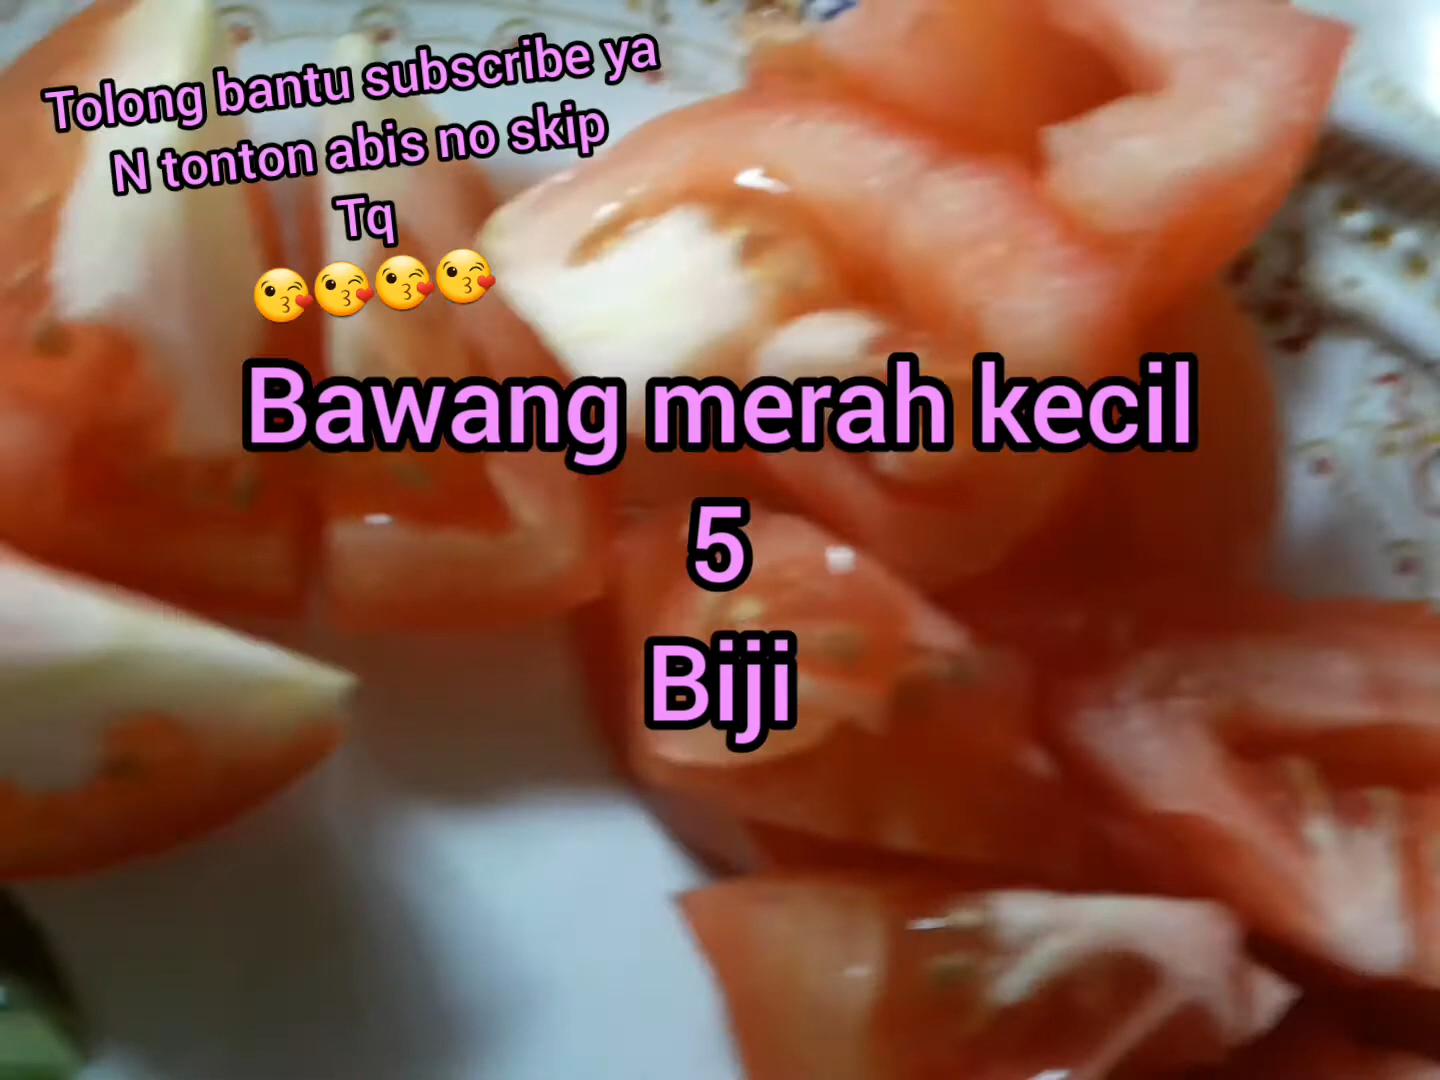 Tolong bantu subscribe ya
N tonton abis no skip
Tq
😘😘😘😘
Bawang merah kecil
5
Biji